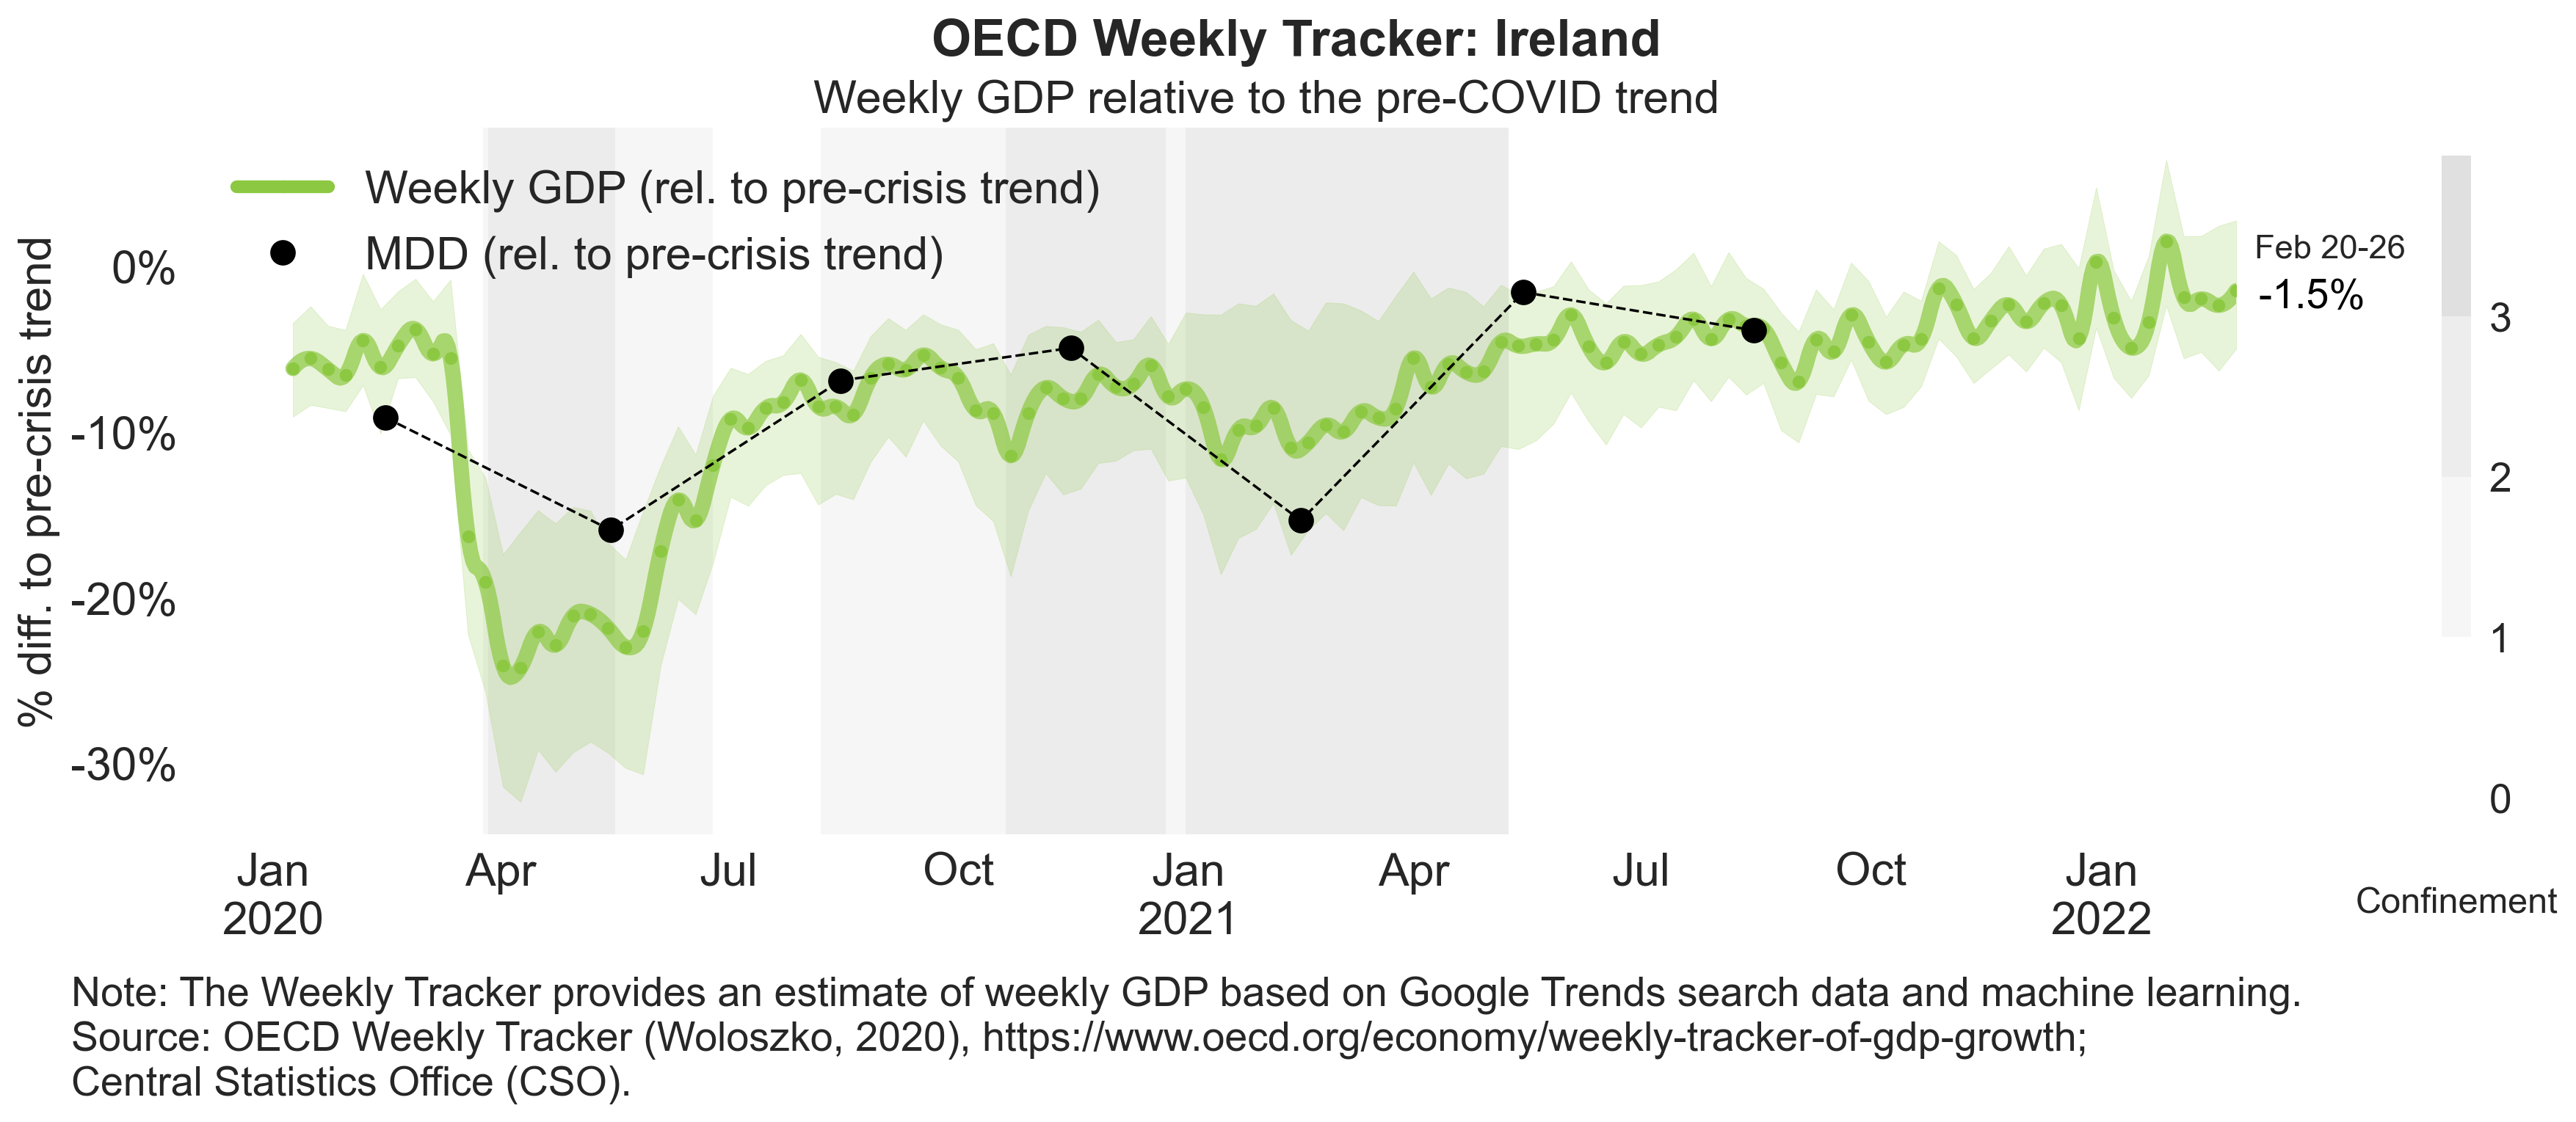 OECD Weekly Tracker: Ireland
Weekly GDP relative to the pre-COVID trend
Weekly GDP (rel. to pre-crisis trend)
MDD (rel. to pre-crisis trend)
% diff. to pre-crisis trend
0%
-10%
-20%
-30%
Feb 20-26
-1.5%
3
2
1
0
Jan Apr Jul Oct Jan Apr Jul Oct Jan
2020 2021 2022
Confinement
Note: The Weekly Tracker provides an estimate of weekly GDP based on Google Trends search data and machine learning.
Source: OECD Weekly Tracker (Woloszko, 2020), https://www.oecd.org/economy/weekly-tracker-of-gdp-growth;
Central Statistics Office (CSO).